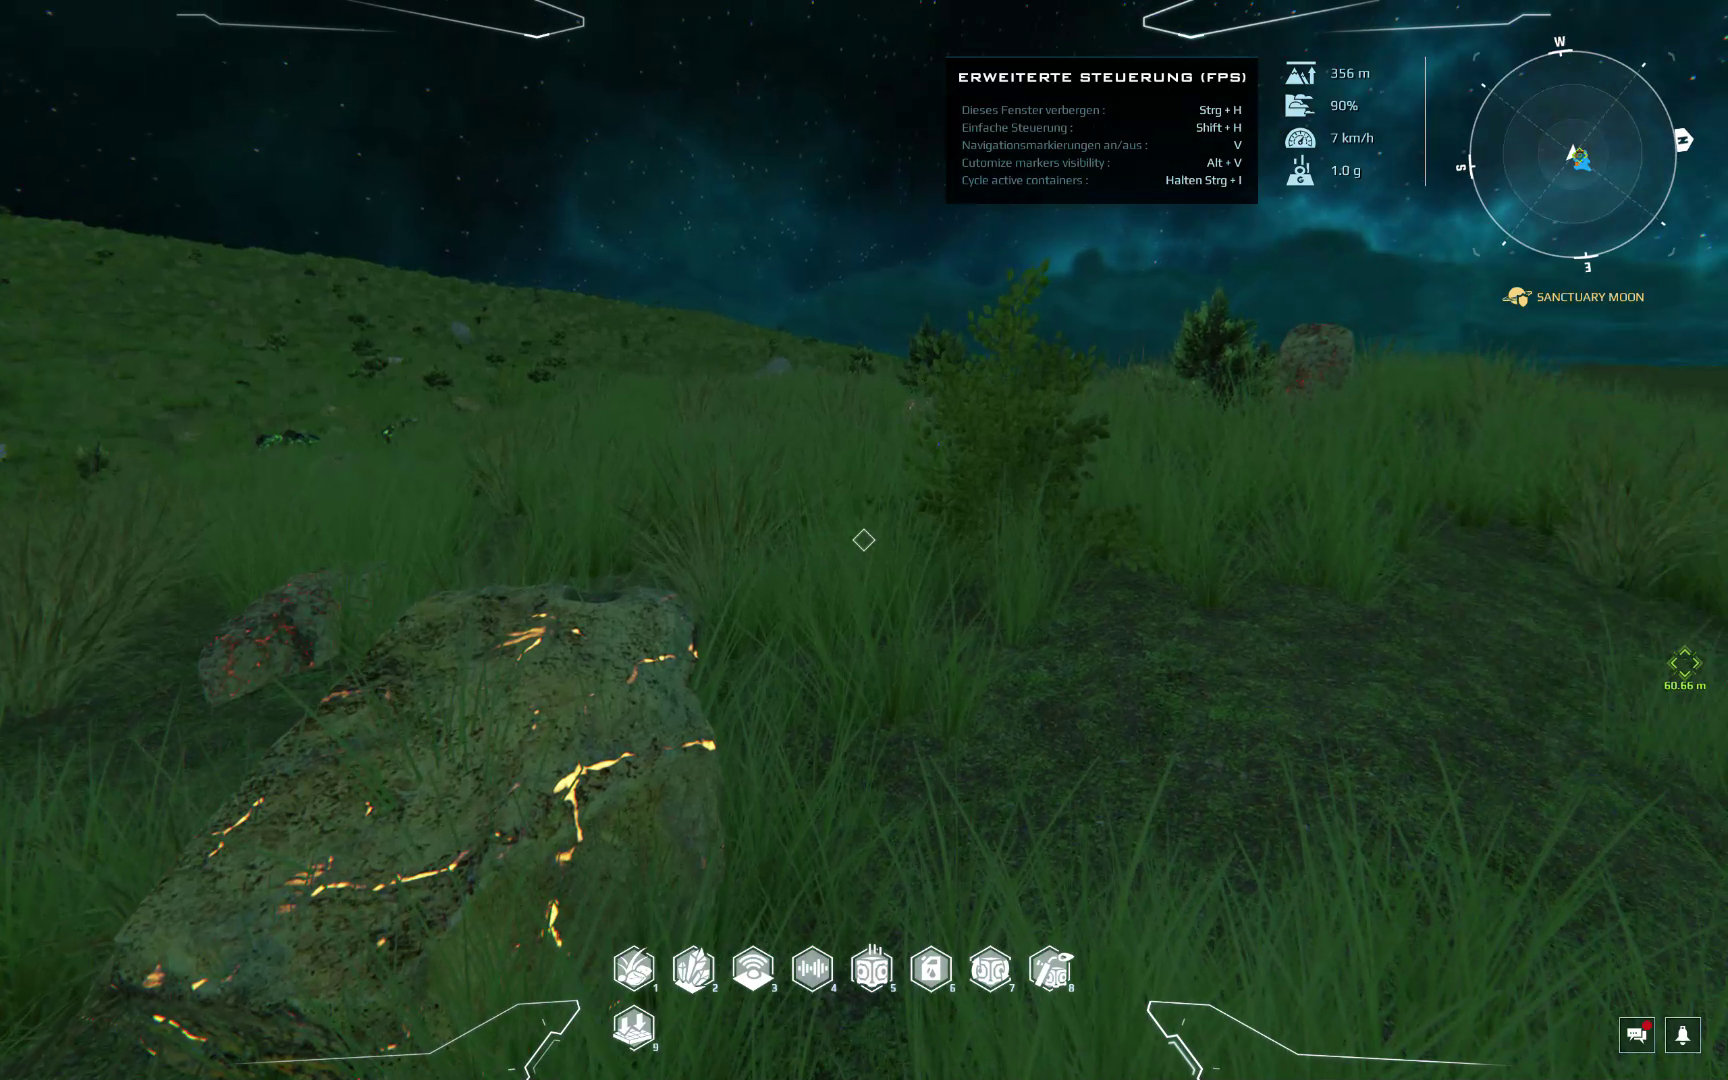 W
ERWEITERTE STEUERUNG (FPS)
Dieses Fenster verbergen : Strg + H
Einfache Steuerung : Shift + H
Navigationsmarkierungen an/aus : V
Cutomize markers visibility : Alt + V
Cycle active containers : Halten Strg + I
356 m
90%
7 km/h
G
1.0 g
N
S
E
SANCTUARY MOON
60.66 m
1 2 3 4 5 6 7 8
9